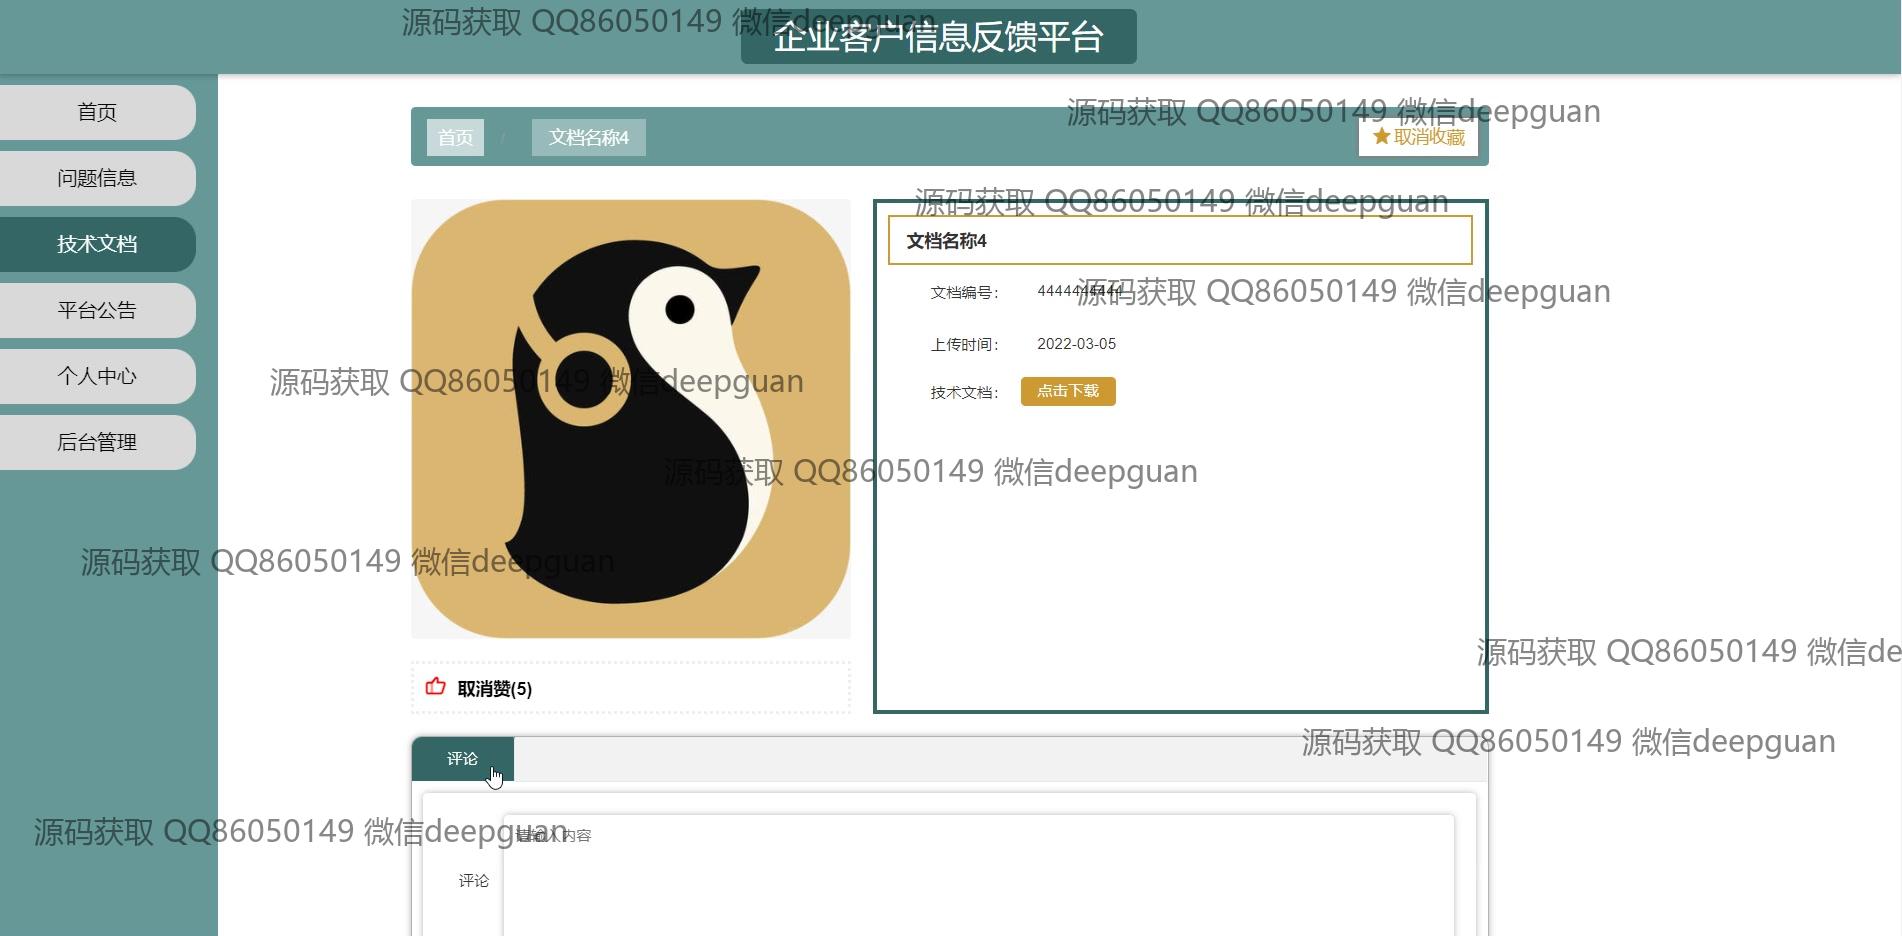 源码获取 QQ86050149 微信deepguan
企业客户信息反馈平台
首页
问题信息
技术文档
平台公告
个人中心
后台管理
首页 / 文档名称4
源码获取 QQ86050149 微信deepguan
★取消收藏
源码获取 QQ86050149 微信deepguan
文档名称4
文档编号： 4444444444
源码获取 QQ86050149 微信deepguan
上传时间： 2022-03-05
技术文档： 点击下载
源码获取 QQ86050149 微信deepguan
源码获取 QQ86050149 微信deepguan
源码获取 QQ86050149 微信deepguan
源码获取 QQ86050149 微信de
取消赞(5)
源码获取 QQ86050149 微信deepguan
评论
源码获取 QQ86050149 微信deepguan
请输入内容
评论